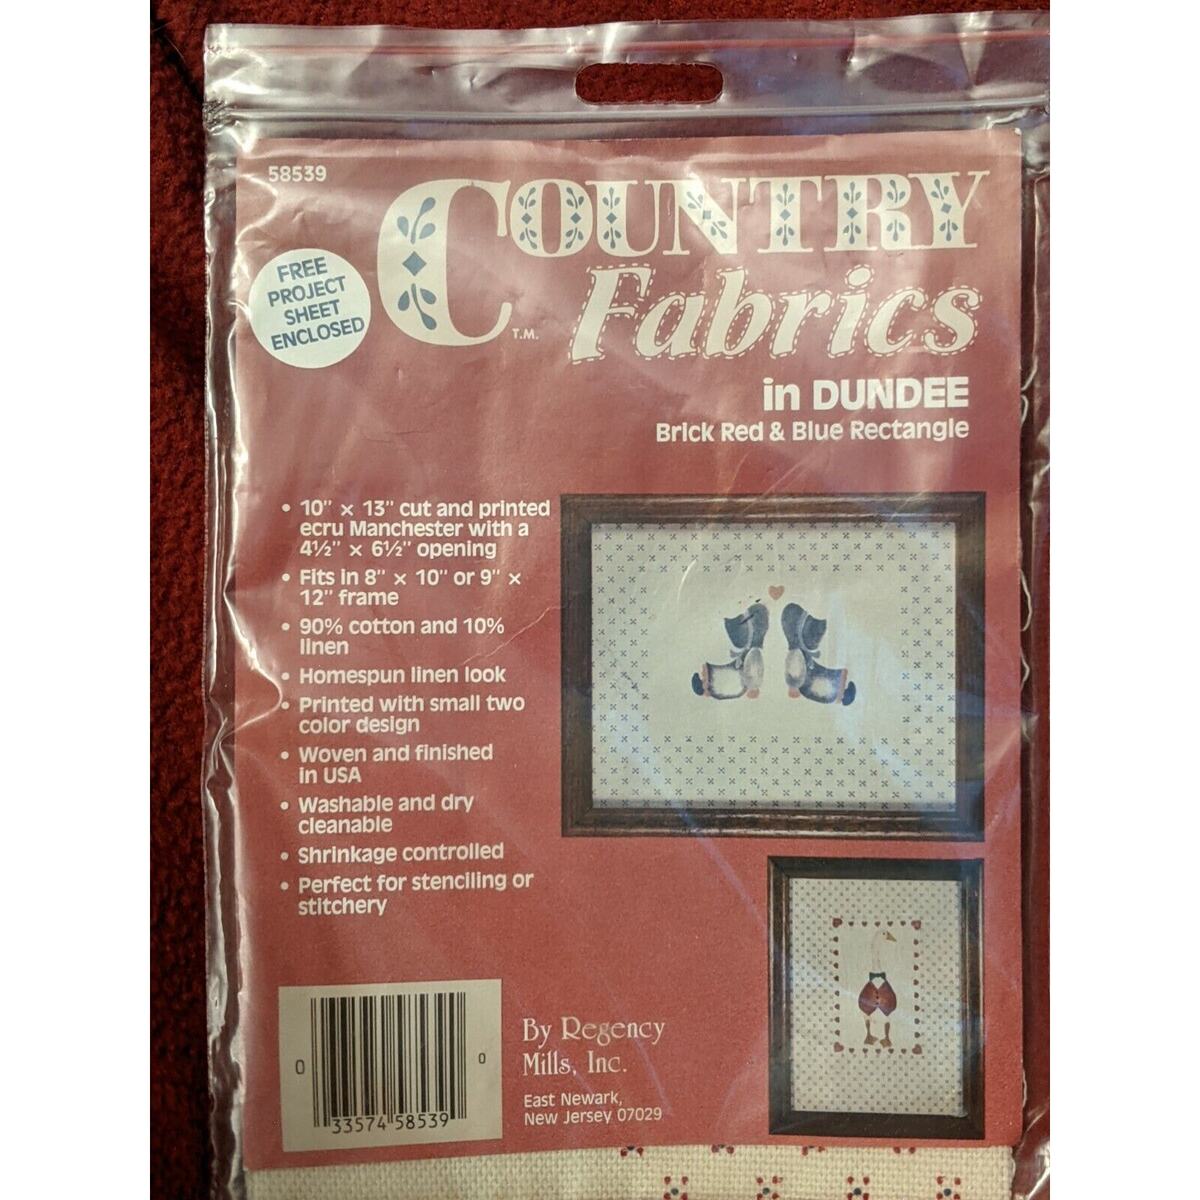 58539
COUNTRY
T.M.
Fabrics
FREE
PROJECT
SHEET
ENCLOSED
in DUNDEE
Brick Red & Blue Rectangle
• 10" × 13" cut and printed
ecru Manchester with a
4½" × 6½" opening
• Fits in 8" × 10" or 9" ×
12" frame
• 90% cotton and 10%
linen
• Homespun linen look
• Printed with small two
color design
• Woven and finished
in USA
• Washable and dry
cleanable
• Shrinkage controlled
• Perfect for stenciling or
stitchery
0 33574 58539 0
By Regency
Mills, Inc.
East Newark,
New Jersey 07029